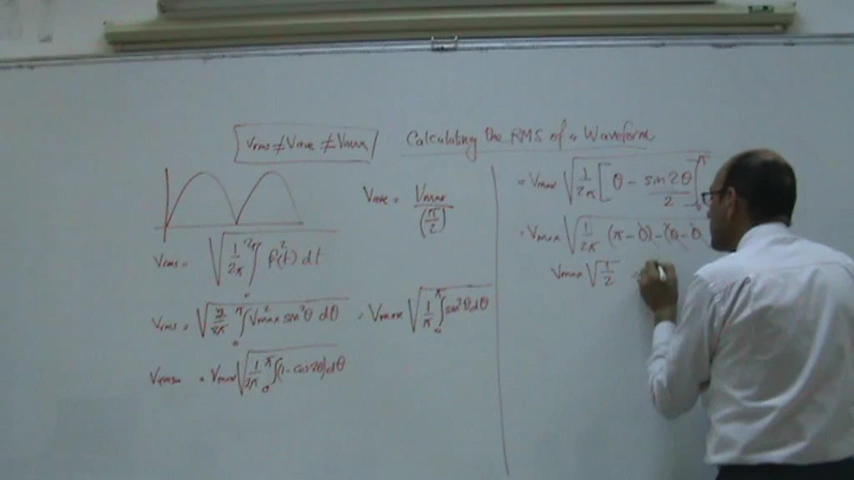 Vrms ≠ Vave ≠ Vmax
Calculating the RMS of a Waveform
Vave = Vmax / (π/2)
Vrms = √(1/2π ∫₀^2π f²(t) dt)
Vrms = √(2/2π ∫₀^π V²max sin²θ dθ) = Vmax √(1/π ∫₀^π sin²θ dθ)
Vrms = Vmax √(1/2π ∫₀^π (1 - cos2θ) dθ)
= Vmax √(1/2π [θ - sin2θ/2]₀^π
= Vmax √(1/2π (π - 0) - (0 - 0)
Vmax √(1/2)